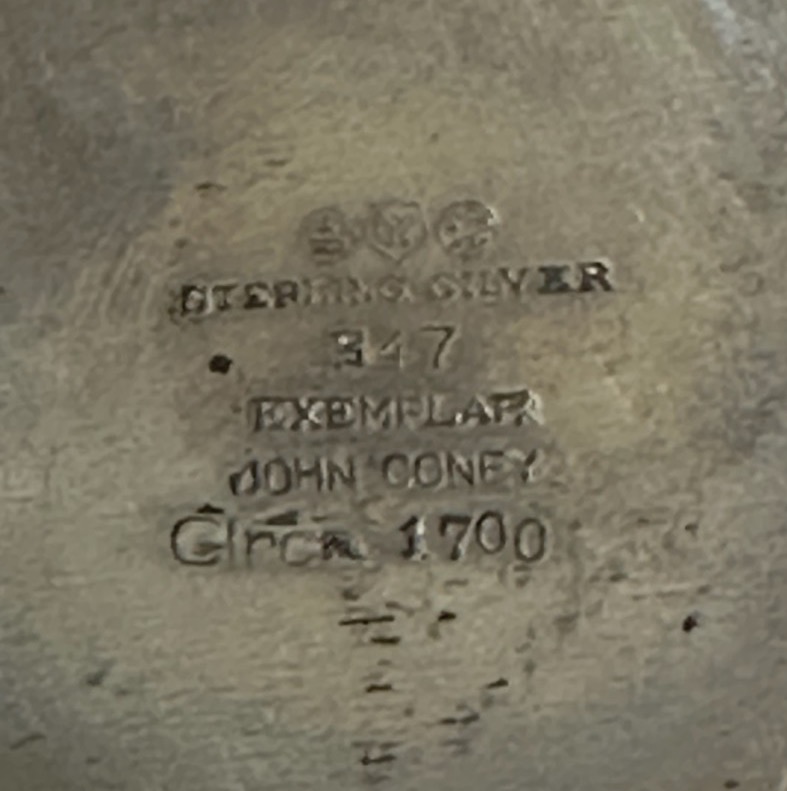 STERLING SILVER
347
EXEMPLAR
JOHN CONEY
Circa 1700